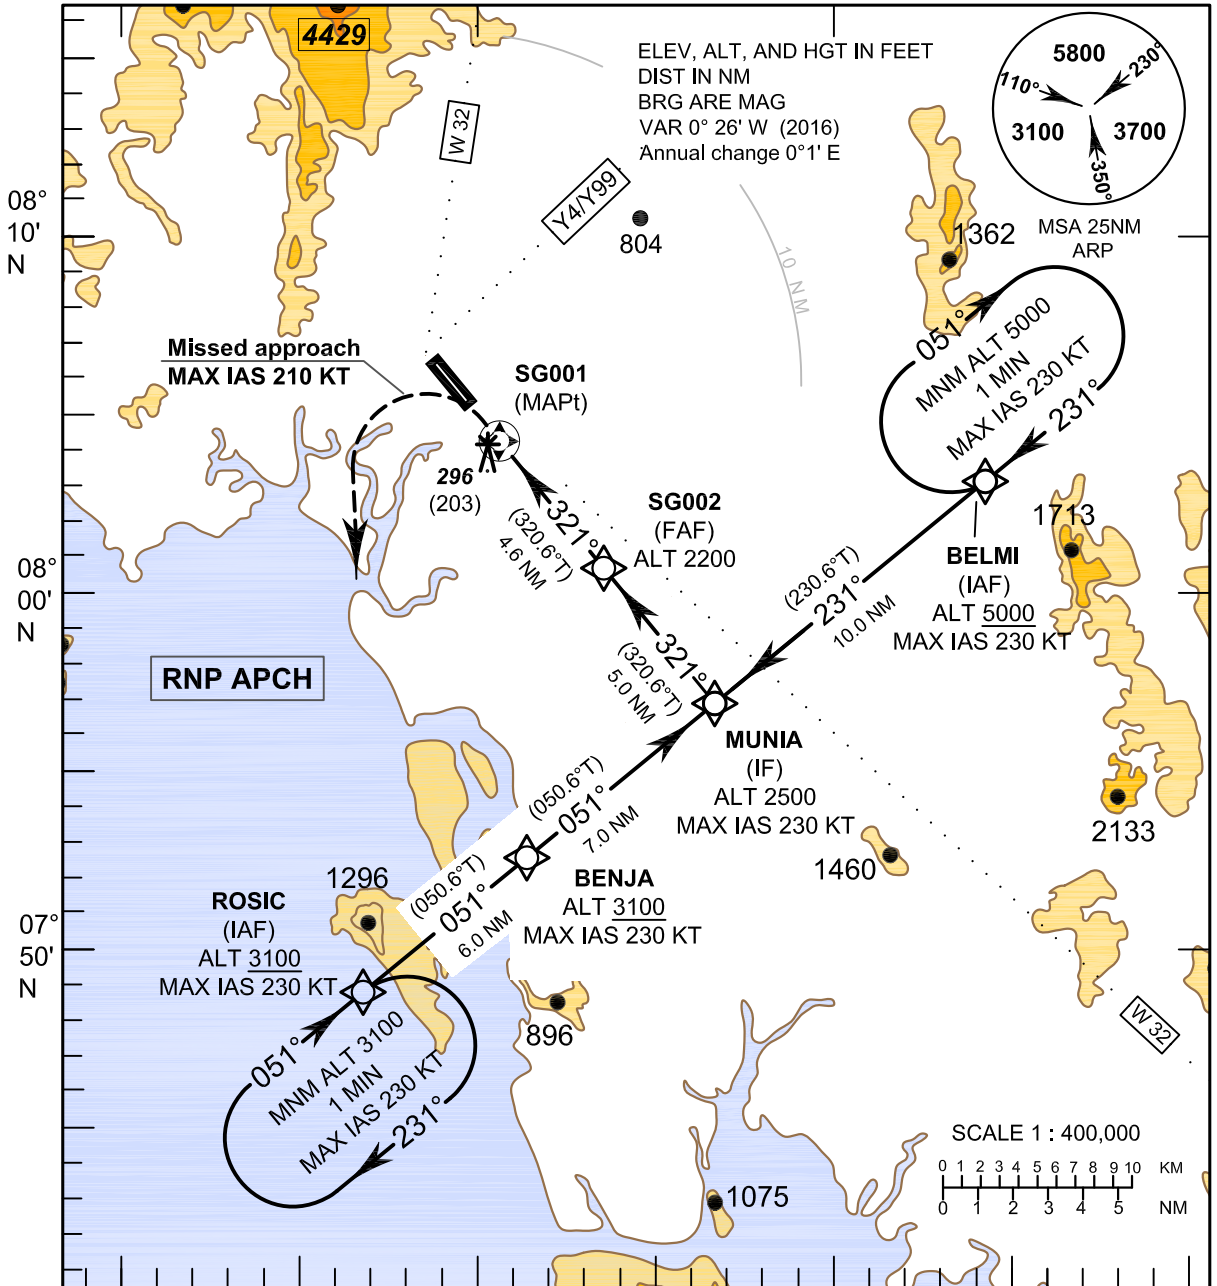 4429
ELEV, ALT, AND HGT IN FEET
DIST IN NM
BRG ARE MAG
VAR 0° 26' W (2016)
Annual change 0°1' E
5800
110°
230°
3100
3700
350°
MSA 25NM
ARP
W 32
Y4/Y99
804
10 NM
1362
08°
10'
N
Missed approach
MAX IAS 210 KT
SG001
(MAPt)
296
(203)
051°
MNM ALT 5000
1 MIN
MAX IAS 230 KT
231°
SG002
(FAF)
ALT 2200
321°
(320.6°T)
4.6 NM
1713
BELMI
(IAF)
ALT 5000
MAX IAS 230 KT
08°
00'
N
(230.6°T)
231°
10.0 NM
321°
(320.6°T)
5.0 NM
RNP APCH
MUNIA
(IF)
ALT 2500
MAX IAS 230 KT
2133
1460
(050.6°T)
051°
7.0 NM
BENJA
ALT 3100
MAX IAS 230 KT
(050.6°T)
051°
6.0 NM
1296
ROSIC
(IAF)
ALT 3100
MAX IAS 230 KT
07°
50'
N
896
051°
MNM ALT 3100
1 MIN
MAX IAS 230 KT
231°
W 32
1075
SCALE 1 : 400,000
0 1 2 3 4 5 6 7 8 9 10 KM
0 1 2 3 4 5 NM